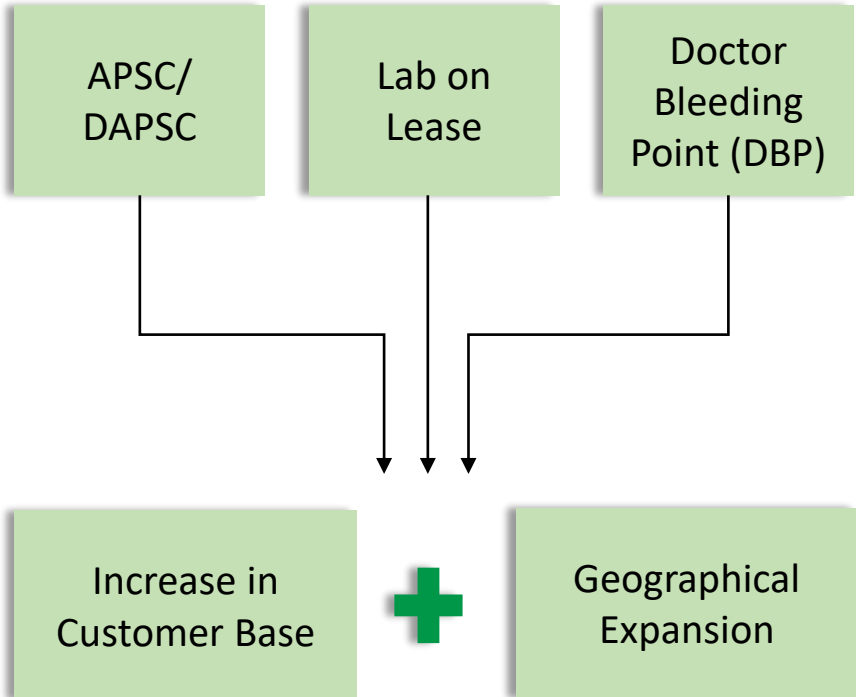 APSC/
DAPSC
Lab on
Lease
Doctor
Bleeding
Point (DBP)
Increase in
Customer Base
Geographical
Expansion